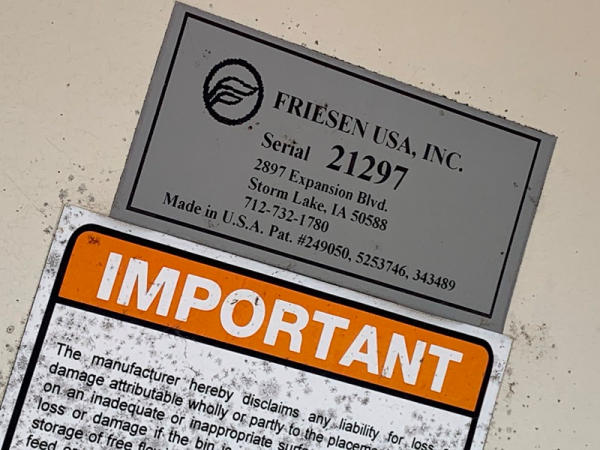 FRIESEN USA, INC.
Serial 21297
2897 Expansion Blvd.
Storm Lake, IA 50588
712-732-1780
Made in U.S.A. Pat. #249050, 5253746, 343489
IMPORTANT
The manufacturer hereby disclaims any liability for loss
damage attributable wholly or partly to the
on an inadequate or inappropriate
loss or damage if the bin is
storage of free
feed